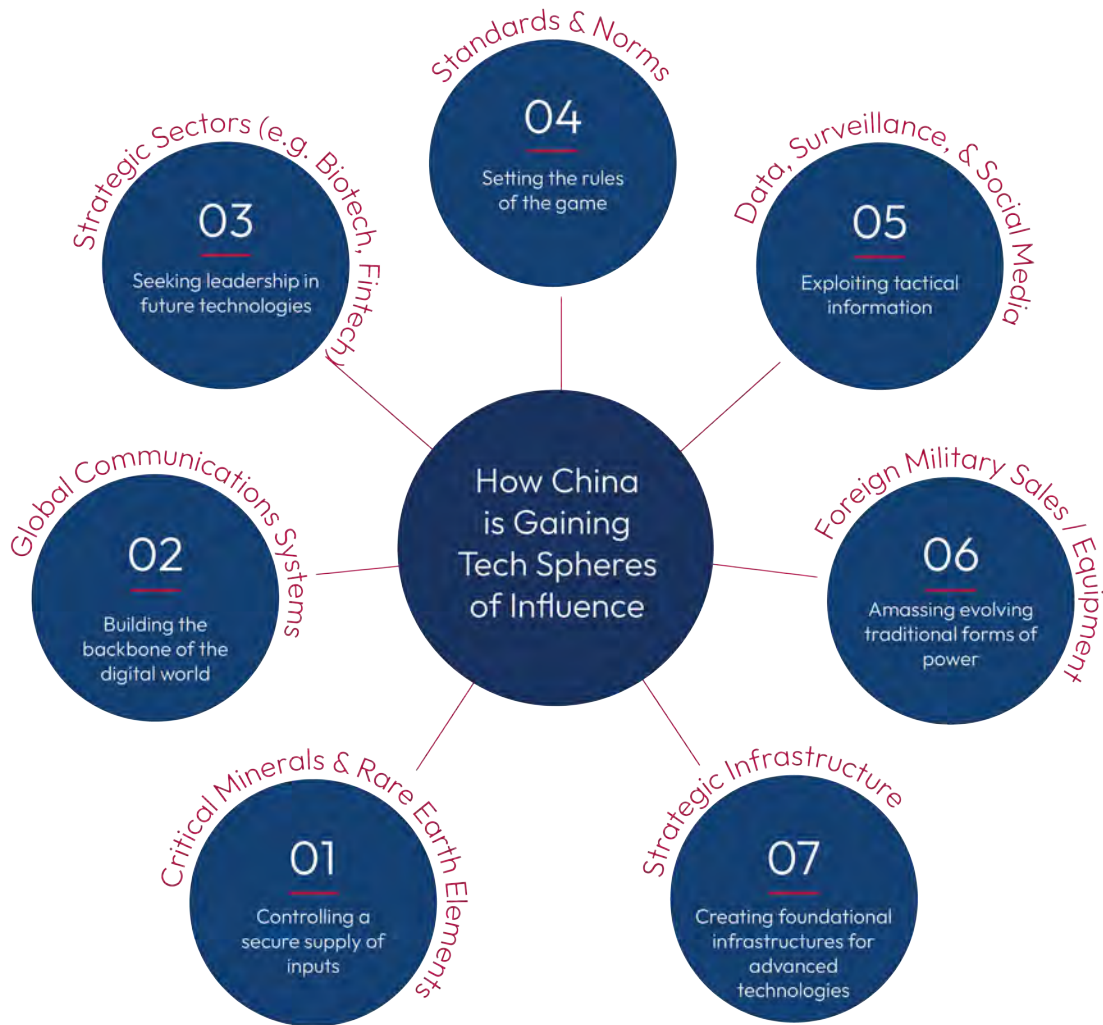 How China
is Gaining
Tech Spheres
of Influence
Critical Minerals & Rare Earth Elements
01
Controlling a
secure supply of
inputs
Global Communications Systems
02
Building the
backbone of the
digital world
Strategic Sectors (e.g. Biotech, Fintech)
03
Seeking leadership in
future technologies
Standards & Norms
04
Setting the rules
of the game
Data, Surveillance, & Social Media
05
Exploiting tactical
information
Foreign Military Sales / Equipment
06
Amassing evolving
traditional forms of
power
Strategic Infrastructure
07
Creating foundational
infrastructures for
advanced
technologies